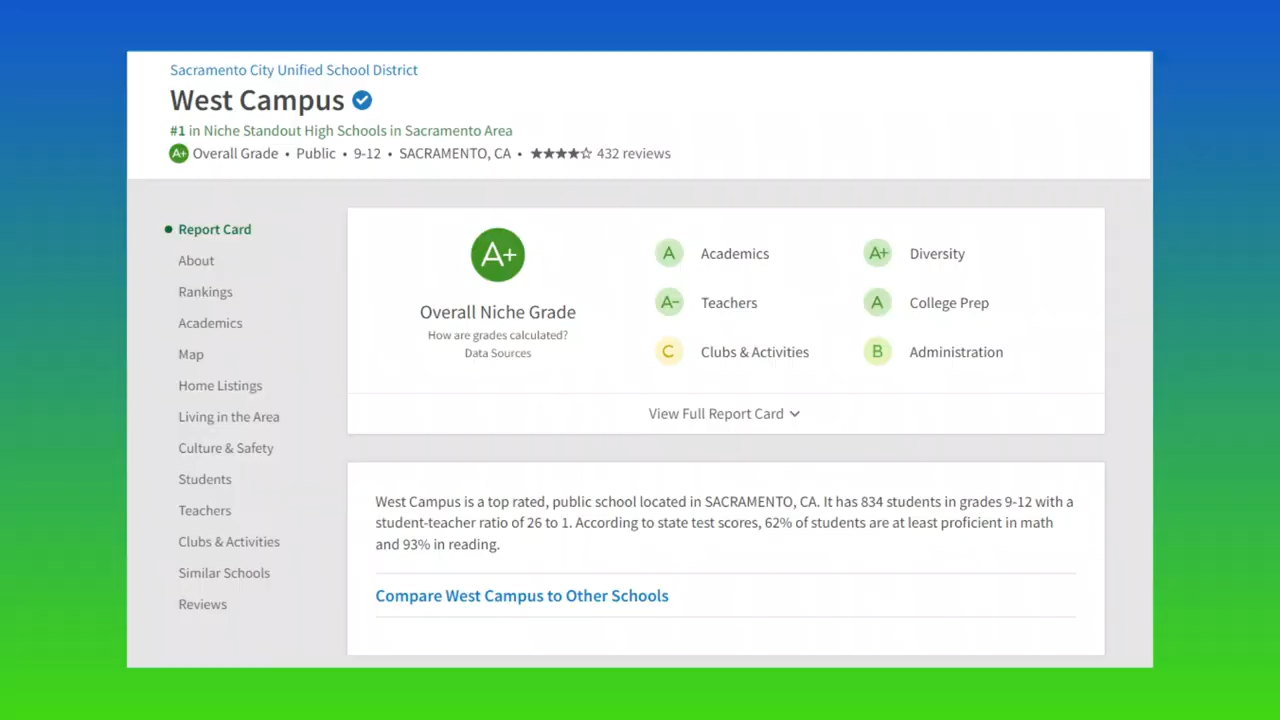 Sacramento City Unified School District
West Campus
#1 in Niche Standout High Schools in Sacramento Area
A+ Overall Grade • Public • 9-12 • SACRAMENTO, CA • ★★★★☆ 432 reviews
Report Card
About
Rankings
Academics
Map
Home Listings
Living in the Area
Culture & Safety
Students
Teachers
Clubs & Activities
Similar Schools
Reviews
A+
Overall Niche Grade
How are grades calculated?
Data Sources
A Academics
A+ Diversity
A- Teachers
A College Prep
C Clubs & Activities
B Administration
View Full Report Card
West Campus is a top rated, public school located in SACRAMENTO, CA. It has 834 students in grades 9-12 with a
student-teacher ratio of 26 to 1. According to state test scores, 62% of students are at least proficient in math
and 93% in reading.
Compare West Campus to Other Schools